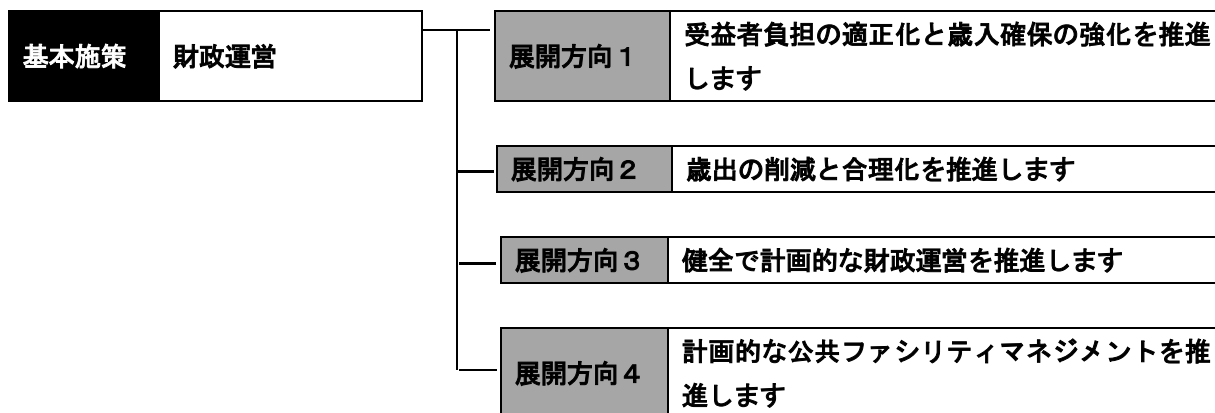 基本施策 財政運営
展開方向１ 受益者負担の適正化と歳入確保の強化を推進
します
展開方向２ 歳出の削減と合理化を推進します
展開方向３ 健全で計画的な財政運営を推進します
展開方向４ 計画的な公共ファシリティマネジメントを推
進します